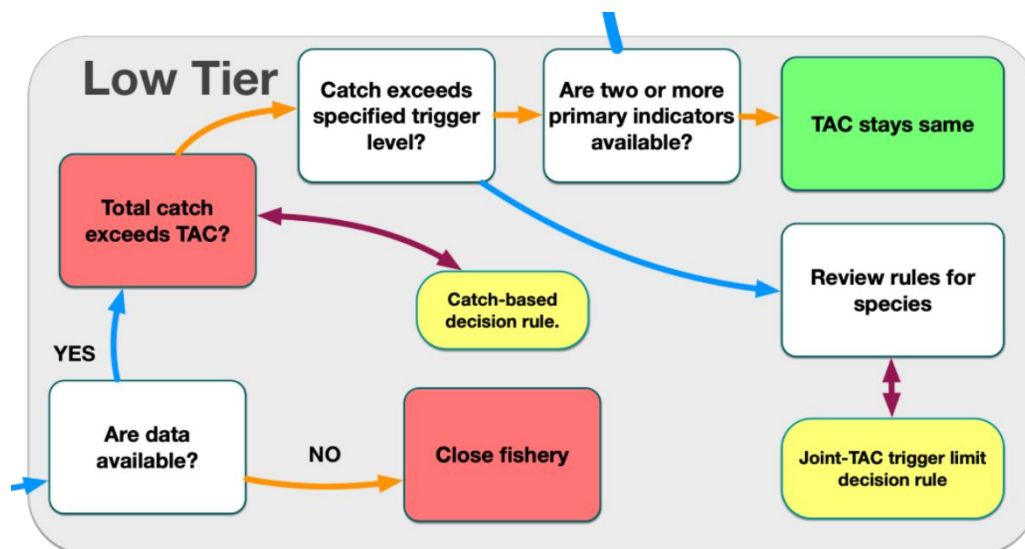 Low Tier
Catch exceeds
specified trigger
level?
Are two or more
primary indicators
available?
TAC stays same
Total catch
exceeds TAC?
Catch-based
decision rule.
Review rules for
species
YES
Are data
available?
NO
Close fishery
Joint-TAC trigger limit
decision rule